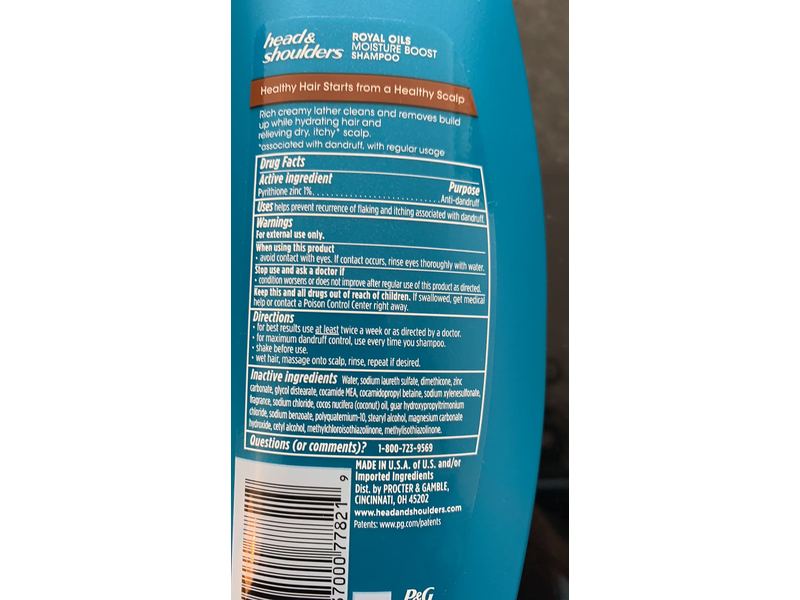 head &
shoulders
ROYAL OILS
MOISTURE BOOST
SHAMPOO
Healthy Hair Starts from a Healthy Scalp
Rich creamy lather cleans and removes build
up while hydrating hair and
relieving dry, itchy* scalp.
*associated with dandruff, with regular usage
Drug Facts
Active ingredient Purpose
Pyrithione zinc 1%..............................Anti-dandruff
Uses helps prevent recurrence of flaking and itching associated with dandruff.
Warnings
For external use only.
When using this product
• avoid contact with eyes. If contact occurs, rinse eyes thoroughly with water.
Stop use and ask a doctor if
• condition worsens or does not improve after regular use of this product as directed.
Keep this and all drugs out of reach of children. If swallowed, get medical
help or contact a Poison Control Center right away.
Directions
• for best results use at least twice a week or as directed by a doctor.
• for maximum dandruff control, use every time you shampoo.
• shake before use.
• wet hair, massage onto scalp, rinse, repeat if desired.
Inactive ingredients Water, sodium laureth sulfate, dimethicone, zinc
carbonate, glycol distearate, cocamide MEA, cocamidopropyl betaine, sodium xylenesulfonate,
fragrance, sodium chloride, cocos nucifera (coconut) oil, guar hydroxypropyltrimonium
chloride, sodium benzoate, polyquaternium-10, stearyl alcohol, magnesium carbonate
hydroxide, cetyl alcohol, methylchloroisothiazolinone, methylisothiazolinone.
Questions (or comments)? 1-800-723-9569
MADE IN U.S.A. of U.S. and/or
Imported Ingredients
Dist. by PROCTER & GAMBLE,
CINCINNATI, OH 45202
www.headandshoulders.com
Patents: www.pg.com/patents
37000 77821 9
P&G